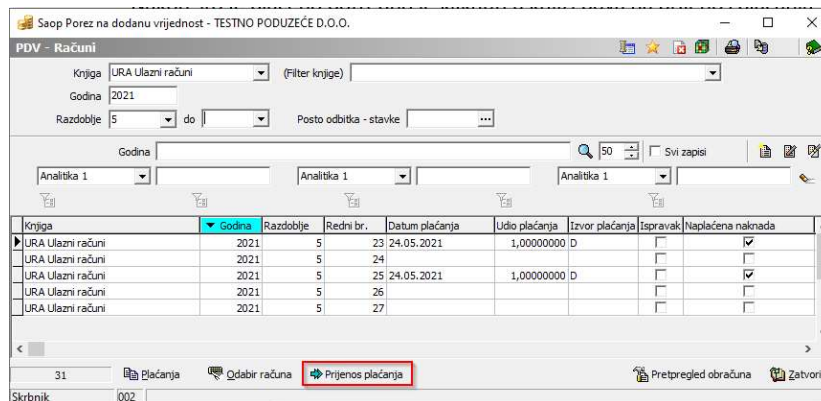 Saop Porez na dodanu vrijednost - TESTNO PODUZEĆE D.O.O.
PDV - Računi
Knjiga URA Ulazni računi (Filter knjige)
Godina 2021
Razdoblje 5 do Posto odbitka - stavke ...
Godina 50 Svi zapisi
Analitika 1 Analitika 1 Analitika 1
Knjiga Godina Razdoblje Redni br. Datum plaćanja Udio plaćanja Izvor plaćanja Ispravak Naplaćena naknada
URA Ulazni računi 2021 5 23 24.05.2021 1,00000000 D
URA Ulazni računi 2021 5 24
URA Ulazni računi 2021 5 25 24.05.2021 1,00000000 D
URA Ulazni računi 2021 5 26
URA Ulazni računi 2021 5 27
31 Plaćanja Odabir računa Prijenos plaćanja Pretpregled obračuna Zatvori
Skrbnik 002